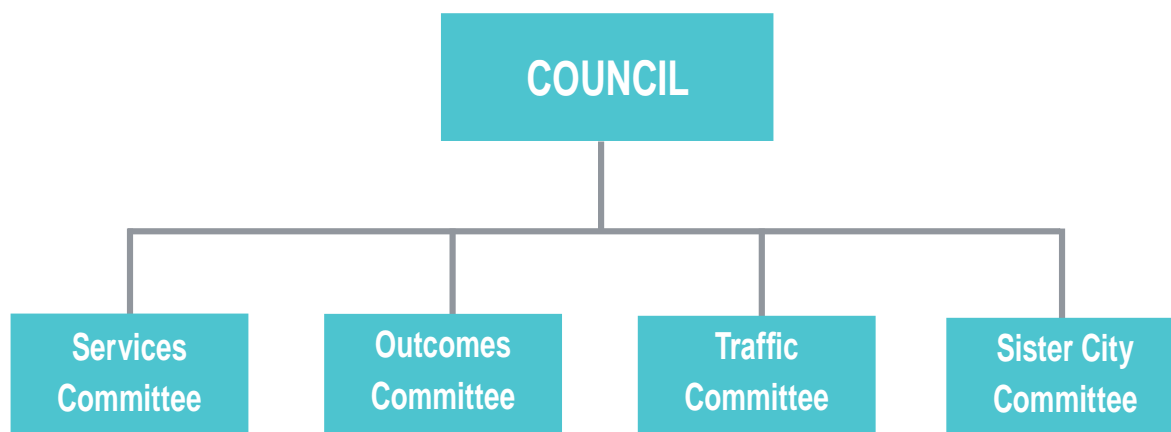 COUNCIL
Services
Committee
Outcomes
Committee
Traffic
Committee
Sister City
Committee